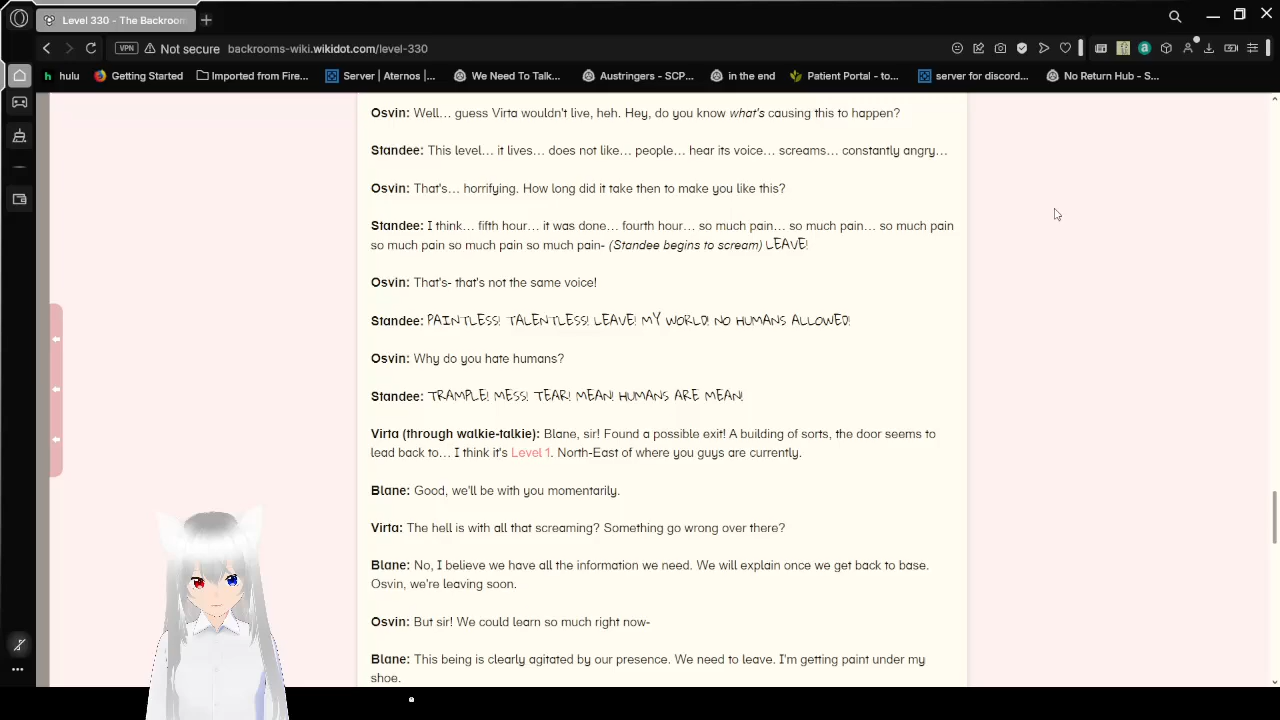 Level 330 - The Backroom
VPN Not secure backrooms-wiki.wikidot.com/level-330
hulu Getting Started Imported from Fire... Server | Aternos |... We Need To Talk... Austringers - SCP... in the end Patient Portal - to... server for discord... No Return Hub - S...
Osvin: Well… guess Virta wouldn't live, heh. Hey, do you know what's causing this to happen?
Standee: This level… it lives… does not like… people… hear its voice… screams… constantly angry…
Osvin: That's… horrifying. How long did it take then to make you like this?
Standee: I think… fifth hour… it was done… fourth hour… so much pain… so much pain… so much pain
so much pain so much pain so much pain- (Standee begins to scream) LEAVE!
Osvin: That's- that's not the same voice!
Standee: PAINTLESS! TALENTLESS! LEAVE! MY WORLD! NO HUMANS ALLOWED!
Osvin: Why do you hate humans?
Standee: TRAMPLE! MESS! TEAR! MEAN! HUMANS ARE MEAN!
Virta (through walkie-talkie): Blane, sir! Found a possible exit! A building of sorts, the door seems to
lead back to… I think it's Level 1. North-East of where you guys are currently.
Blane: Good, we'll be with you momentarily.
Virta: The hell is with all that screaming? Something go wrong over there?
Blane: No, I believe we have all the information we need. We will explain once we get back to base.
Osvin, we're leaving soon.
Osvin: But sir! We could learn so much right now-
Blane: This being is clearly agitated by our presence. We need to leave. I'm getting paint under my
shoe.